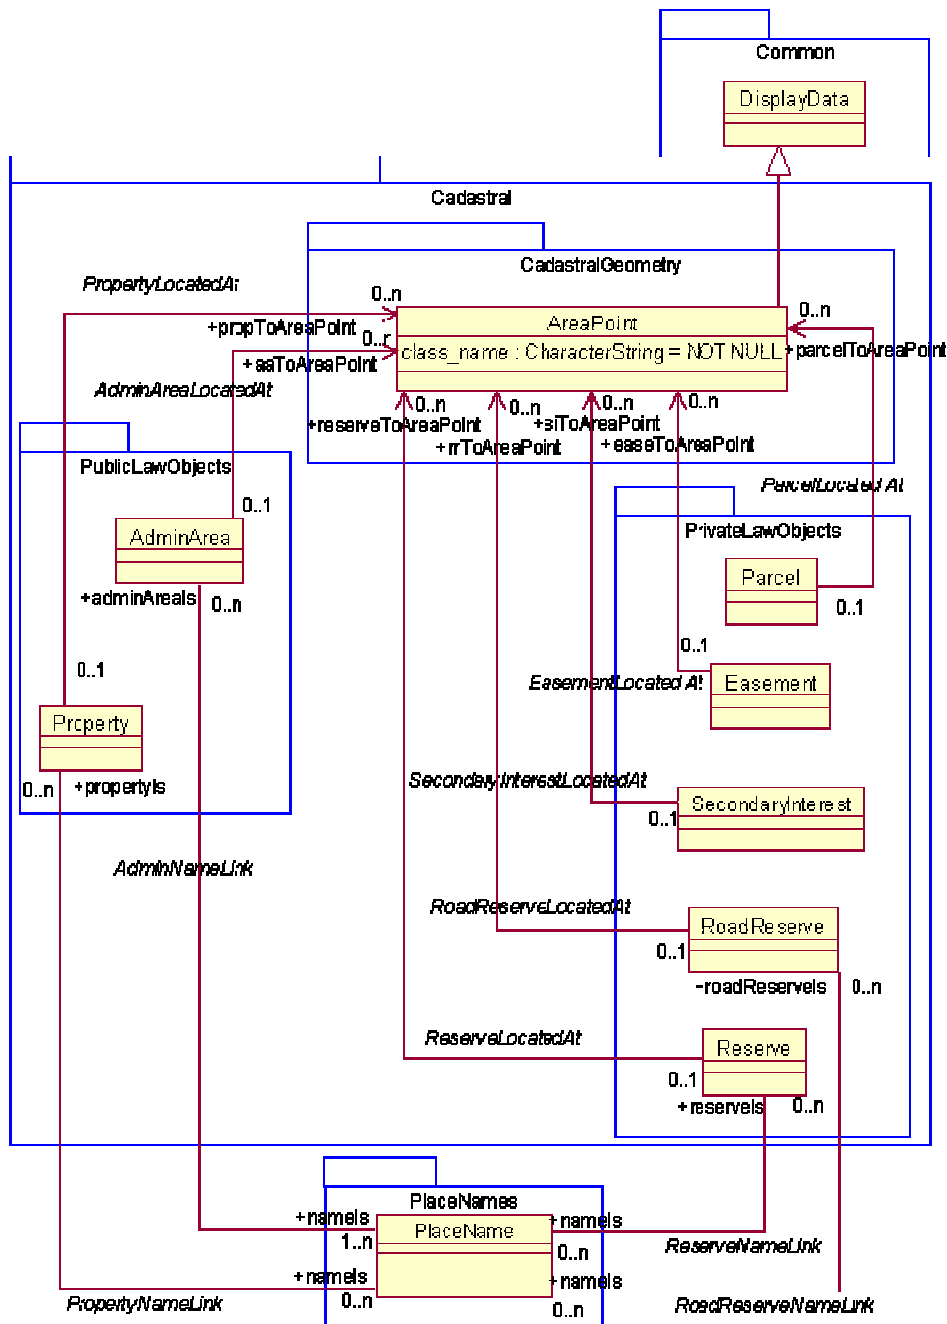 Common
DisplayData
Cadastral
CadastralGeometry
PropertyLocatedAt
0..n
0..n
+propToAreaPoint
AreaPoint
0..r
class_name : CharacterString = NOT NULL
+parcelToAreaPoint
+aaToAreaPoint
AdminAreaLocatedAt
0..n
0..n
0..n
0..n
+reserveToAreaPoint
+siToAreaPoint
+rrToAreaPoint
+easeToAreaPoint
PublicLawObjects
ParcelLocatedAt
0..1
AdminArea
PrivateLawObjects
Parcel
+adminAreaIs
0..n
0..1
0..1
0..1
EasementLocatedAt
Easement
Property
0..n
+propertyIs
SecondaryInterestLocatedAt
SecondaryInterest
0..1
AdminNameLink
RoadReserveLocatedAt
RoadReserve
0..1
-roadReserveIs
0..n
ReserveLocatedAt
Reserve
0..1
+reserveIs
0..n
PlaceNames
+nameIs
+nameIs
PlaceName
1..n
0..n
ReserveNameLink
+nameIs
+nameIs
0..n
0..n
PropertyNameLink
RoadReserveNameLink